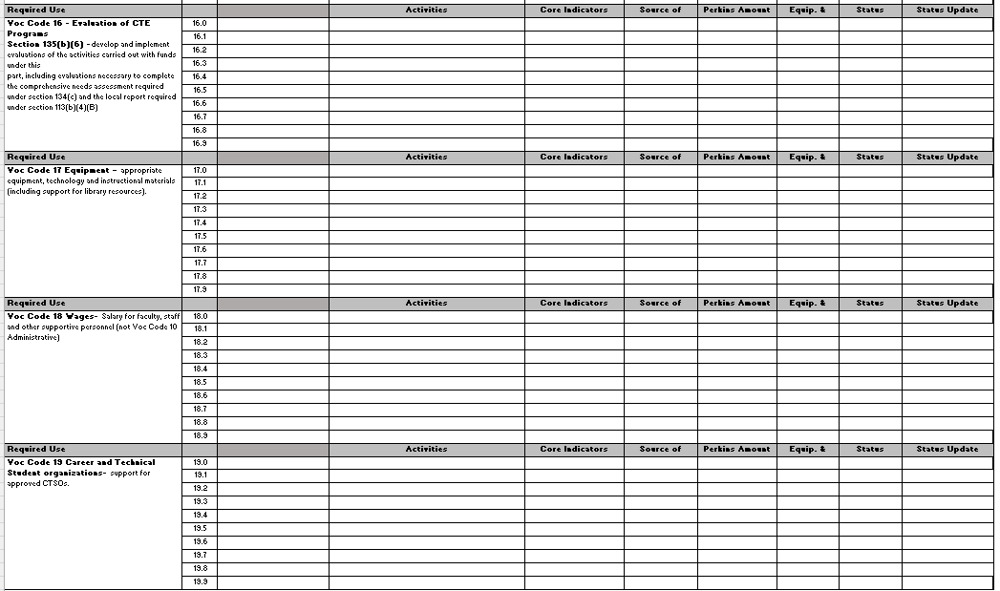 Required Use Activities Core Indicators Source of Perkins Amount Equip. & Status Status Update
Voc Code 16 - Evaluation of CTE
Programs
Section 135(b)(6) - develop and implement
evaluations of the activities carried out with funds
under this
part, including evaluations necessary to complete
the comprehensive needs assessment required
under section 134(c) and the local report required
under section 113(b)(4)(B)
16.0
16.1
16.2
16.3
16.4
16.5
16.6
16.7
16.8
16.9
Required Use Activities Core Indicators Source of Perkins Amount Equip. & Status Status Update
Voc Code 17 Equipment - appropriate
equipment, technology and instructional materials
(including support for library resources).
17.0
17.1
17.2
17.3
17.4
17.5
17.6
17.7
17.8
17.9
Required Use Activities Core Indicators Source of Perkins Amount Equip. & Status Status Update
Voc Code 18 Wages- Salary for faculty, staff
and other supportive personnel (not Voc Code 10
Administrative)
18.0
18.1
18.2
18.3
18.4
18.5
18.6
18.7
18.8
18.9
Required Use Activities Core Indicators Source of Perkins Amount Equip. & Status Status Update
Voc Code 19 Career and Technical
Student organizations- support for
approved CTSOs.
19.0
19.1
19.2
19.3
19.4
19.5
19.6
19.7
19.8
19.9